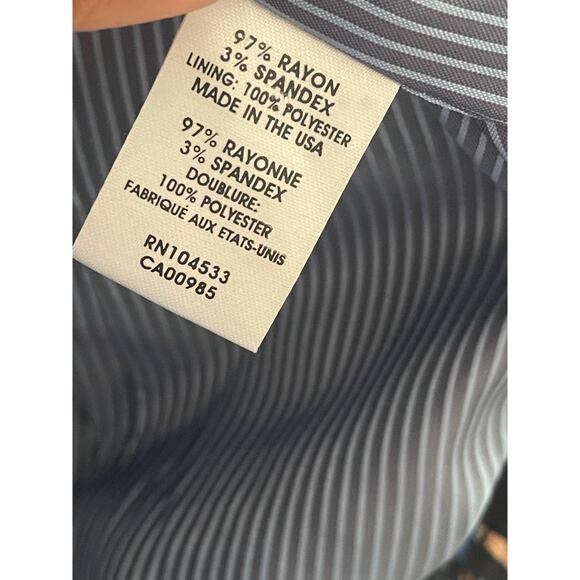 97% RAYON
3% SPANDEX
LINING: 100% POLYESTER
MADE IN THE USA
97% RAYONNE
3% SPANDEX
DOUBLURE:
100% POLYESTER
FABRIQUÉ AUX ETATS-UNIS
RN104533
CA00985